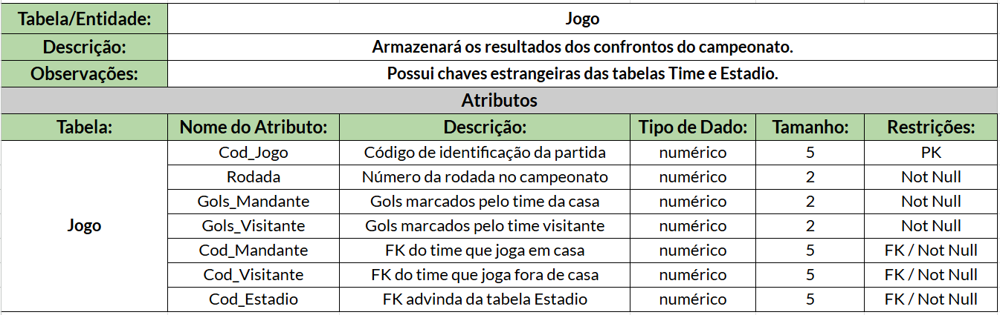 Tabela/Entidade: Jogo
Descrição: Armazenará os resultados dos confrontos do campeonato.
Observações: Possui chaves estrangeiras das tabelas Time e Estadio.
Atributos
Tabela: Nome do Atributo: Descrição: Tipo de Dado: Tamanho: Restrições:
Cod_Jogo Código de identificação da partida numérico 5 PK
Rodada Número da rodada no campeonato numérico 2 Not Null
Gols_Mandante Gols marcados pelo time da casa numérico 2 Not Null
Jogo Gols_Visitante Gols marcados pelo time visitante numérico 2 Not Null
Cod_Mandante FK do time que joga em casa numérico 5 FK / Not Null
Cod_Visitante FK do time que joga fora de casa numérico 5 FK / Not Null
Cod_Estadio FK advinda da tabela Estadio numérico 5 FK / Not Null